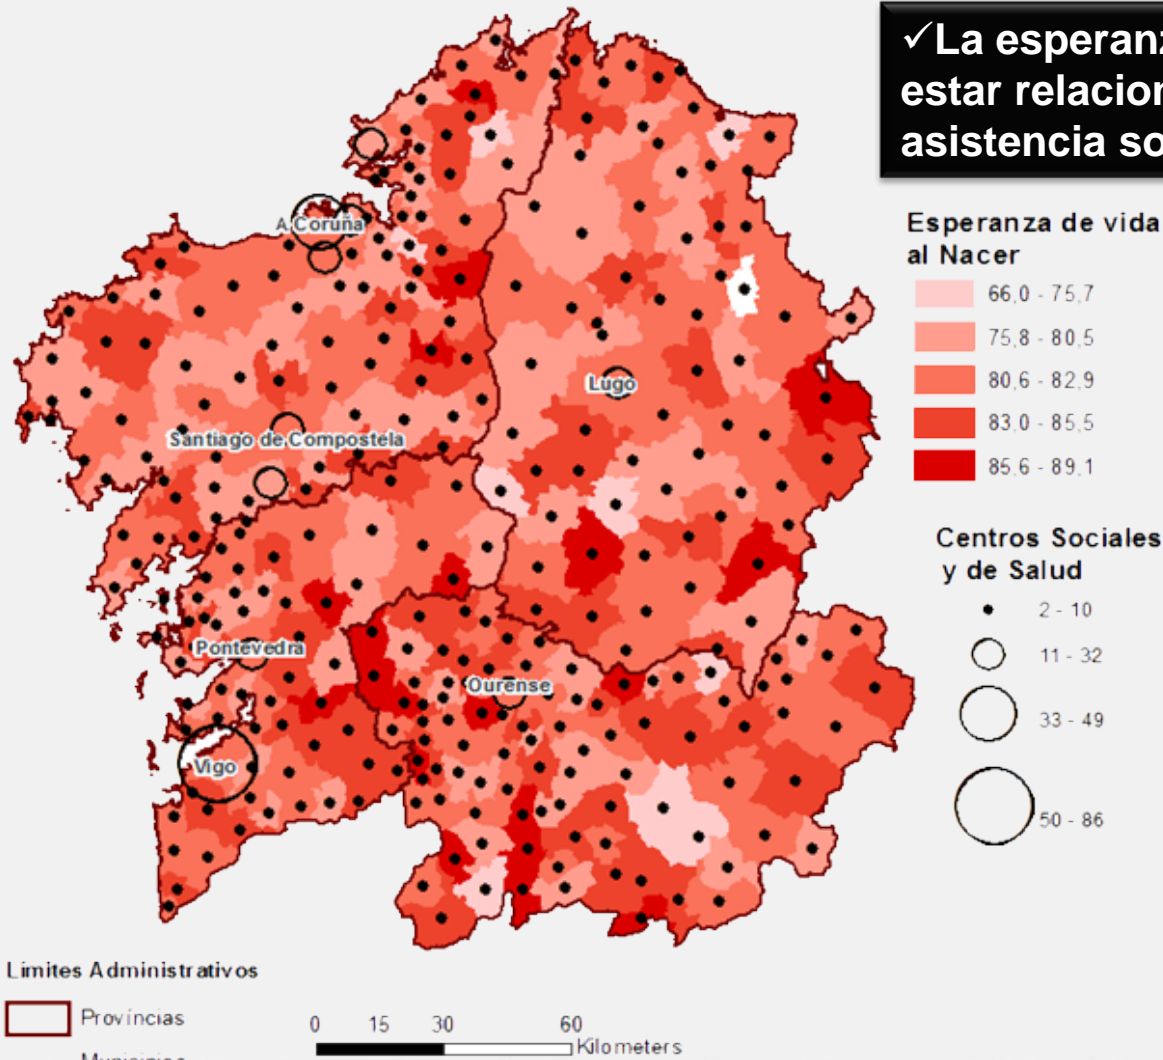 ✓La esperanz
estar relacion
asistencia so
A Coruña
Lugo
Santiago de Compostela
Pontevedra
Ourense
Vigo
Esperanza de vida
al Nacer
66,0 - 75,7
75,8 - 80,5
80,6 - 82,9
83,0 - 85,5
85,6 - 89,1
Centros Sociales
y de Salud
2 - 10
11 - 32
33 - 49
50 - 86
Limites Administrativos
Províncias
0 15 30 60
Kilometers